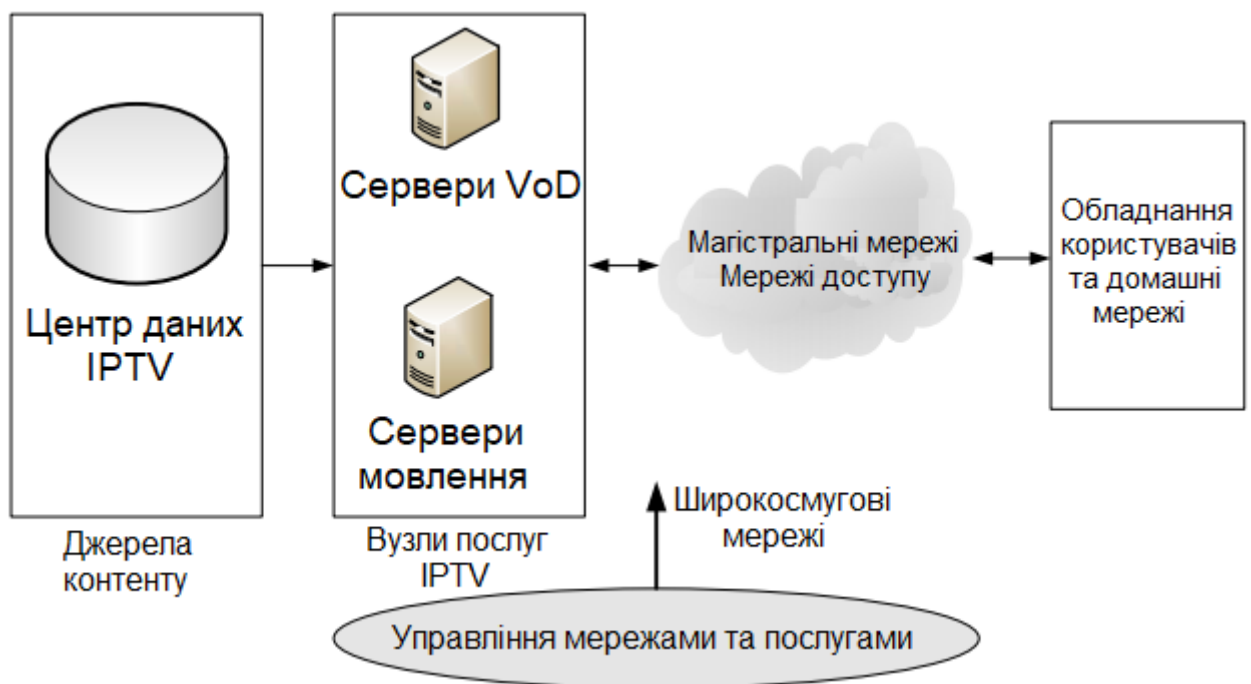 Центр даних
IPTV
Джерела
контенту
Сервери VoD
Сервери
мовлення
Вузли послуг
IPTV
Магістральні мережі
Мережі доступу
Широкосмугові
мережі
Обладнання
користувачів
та домашні
мережі
Управління мережами та послугами